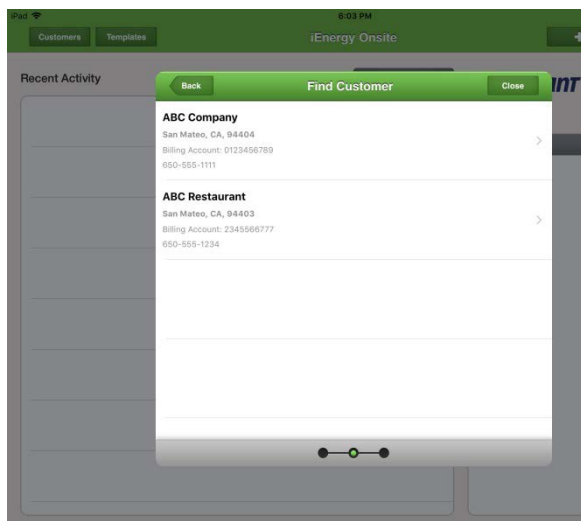 iPad 6:03 PM
Customers Templates iEnergy Onsite
Recent Activity
Back Find Customer Close
ABC Company
San Mateo, CA, 94404
Billing Account: 0123456789
650-555-1111
ABC Restaurant
San Mateo, CA, 94403
Billing Account: 2345566777
650-555-1234